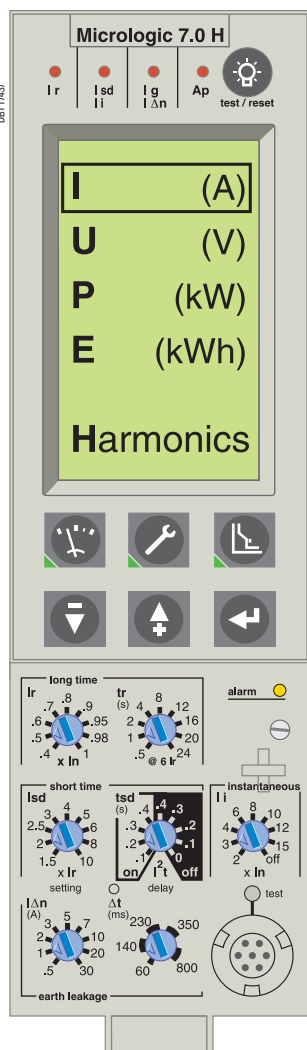 DB117437
Micrologic 7.0 H
Ir
Isd
Ii
Ig
I∆n
Ap
test / reset
I (A)
U (V)
P (kW)
E (kWh)
Harmonics
long time
alarm
Ir
.4 .5 .6 .7 .8 .9 .95 .98 1
x In
tr
(s)
.5 1 2 4 8 12 16 20 24
@ 6 Ir
short time
Isd
1.5 2 2.5 3 4 5 6 8 10
x Ir
setting
tsd
(s)
.1 .2 .3 .4 .4 .3 .2 .1 0
on I²t off
delay
instantaneous
Ii
2 3 4 6 8 10 12 15 off
x In
I∆n
(A)
.5 1 2 3 5 7 10 20 30
∆t
(ms)
60 140 230 350 800
test
earth leakage